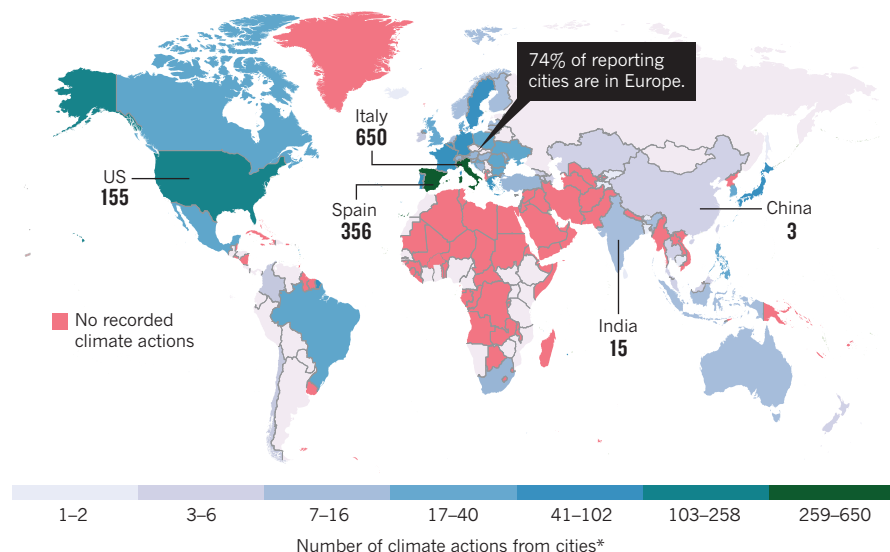 74% of reporting
cities are in Europe.
Italy
650
US
155
Spain
356
China
3
India
15
No recorded
climate actions
1–2
3–6
7–16
17–40
41–102
103–258
259–650
Number of climate actions from cities*